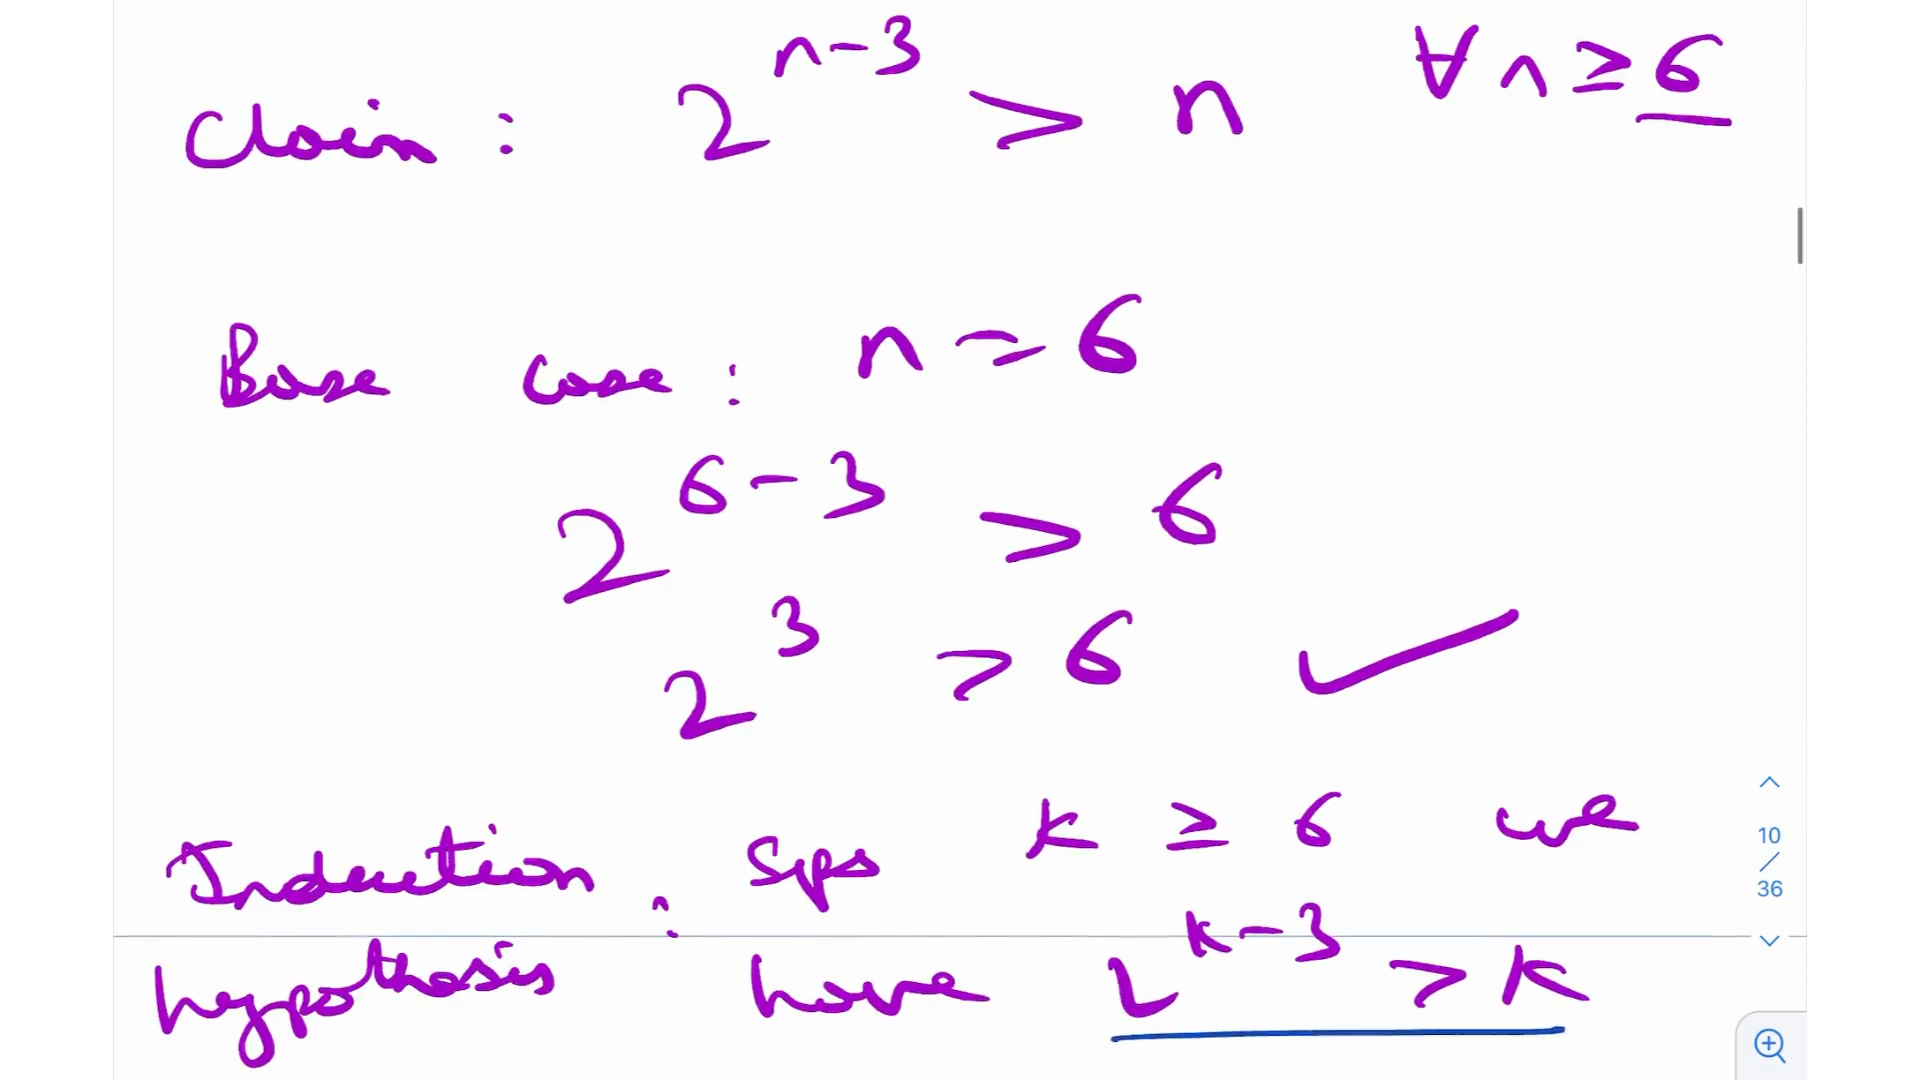 Claim : 2^{n-3} > n ∀ n ≥ 6
Base case : n = 6
2^{6-3} > 6
2^3 > 6 ✓
Induction : Sps k ≥ 6 we
hypothesis have 2^{k-3} > k
10
/
36